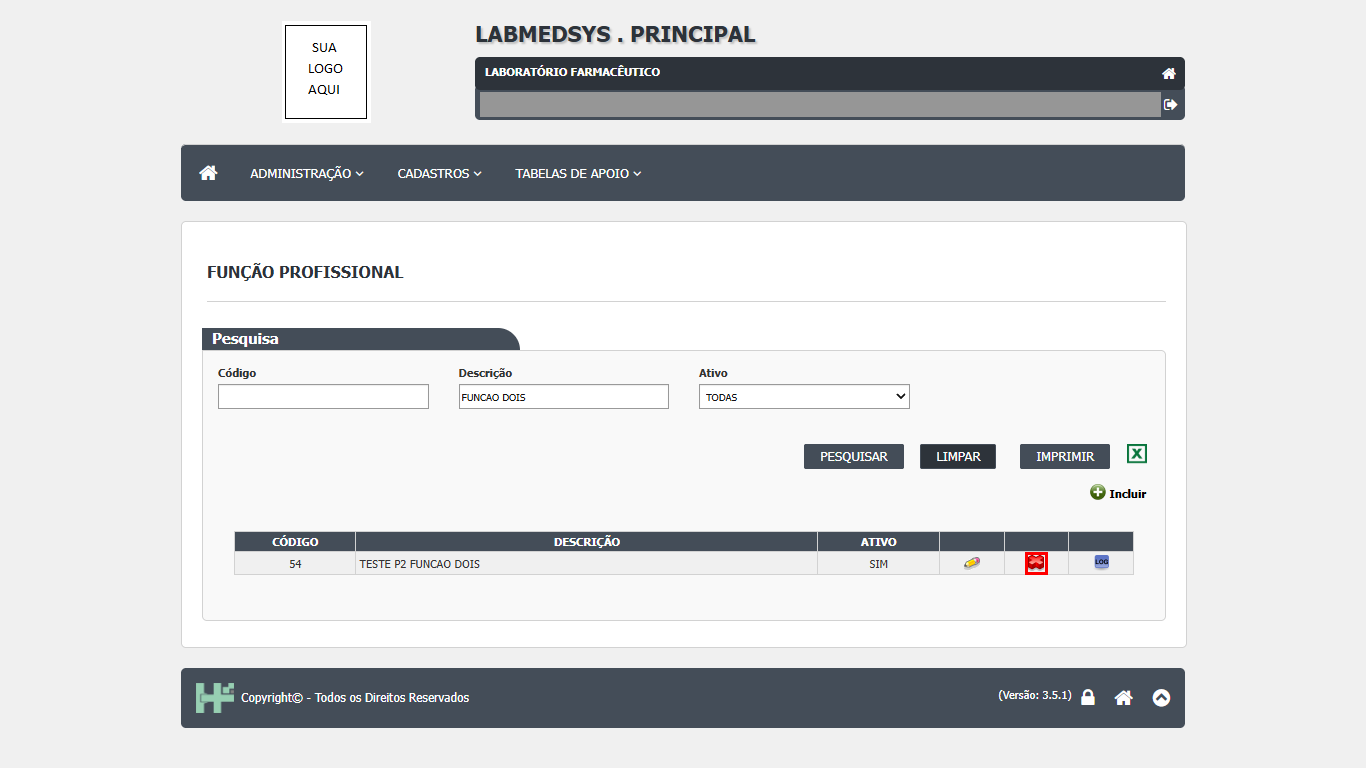 SUA
LOGO
AQUI
LABMEDSYS . PRINCIPAL
LABORATÓRIO FARMACÊUTICO
ADMINISTRAÇÃO CADASTROS TABELAS DE APOIO
FUNÇÃO PROFISSIONAL
Pesquisa
Código Descrição Ativo
FUNCAO DOIS TODAS
PESQUISAR LIMPAR IMPRIMIR X
Incluir
CÓDIGO DESCRIÇÃO ATIVO
54 TESTE P2 FUNCAO DOIS SIM LOG
Copyright© - Todos os Direitos Reservados (Versão: 3.5.1)